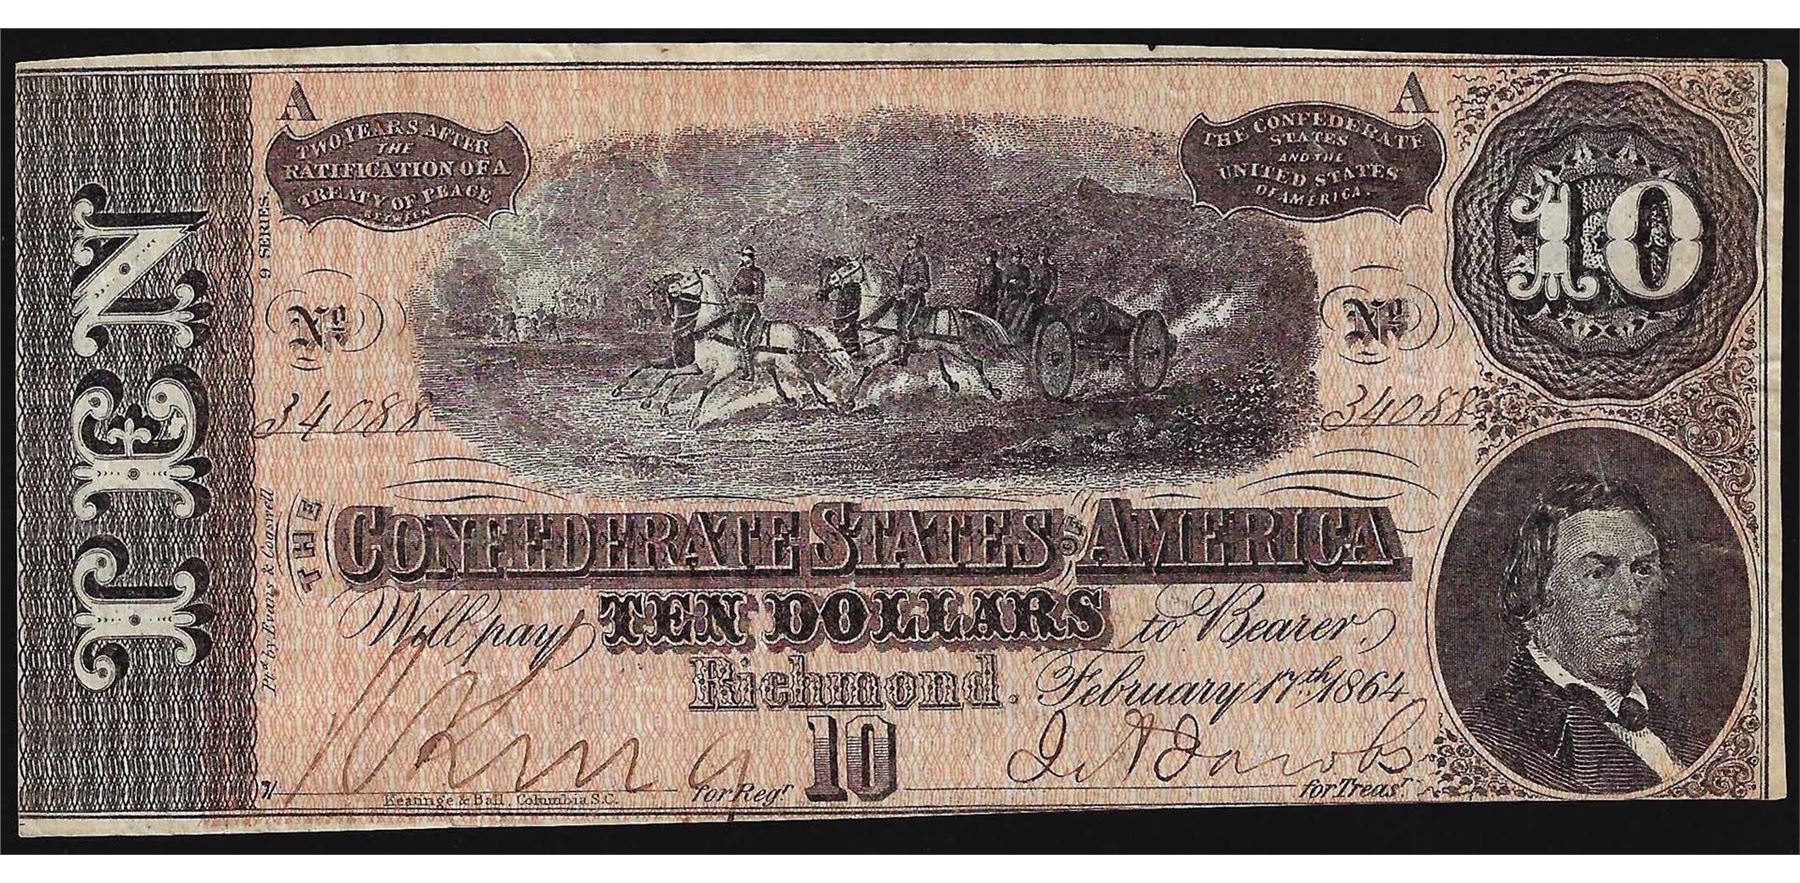 A
A
TWO YEARS AFTER
THE
RATIFICATION OF A
TREATY OF PEACE
BETWEEN
THE CONFEDERATE
STATES
AND THE
UNITED STATES
OF AMERICA.
10
9 SERIES
TEN
No
No
34088
34088
Ptd. by Evans & Cogswell
THE
CONFEDERATE STATES OF AMERICA
Will pay TEN DOLLARS to Bearer
Richmond. February 17th 1864
10
for Regr
for Treasr
Keatinge & Ball, Columbia S.C.